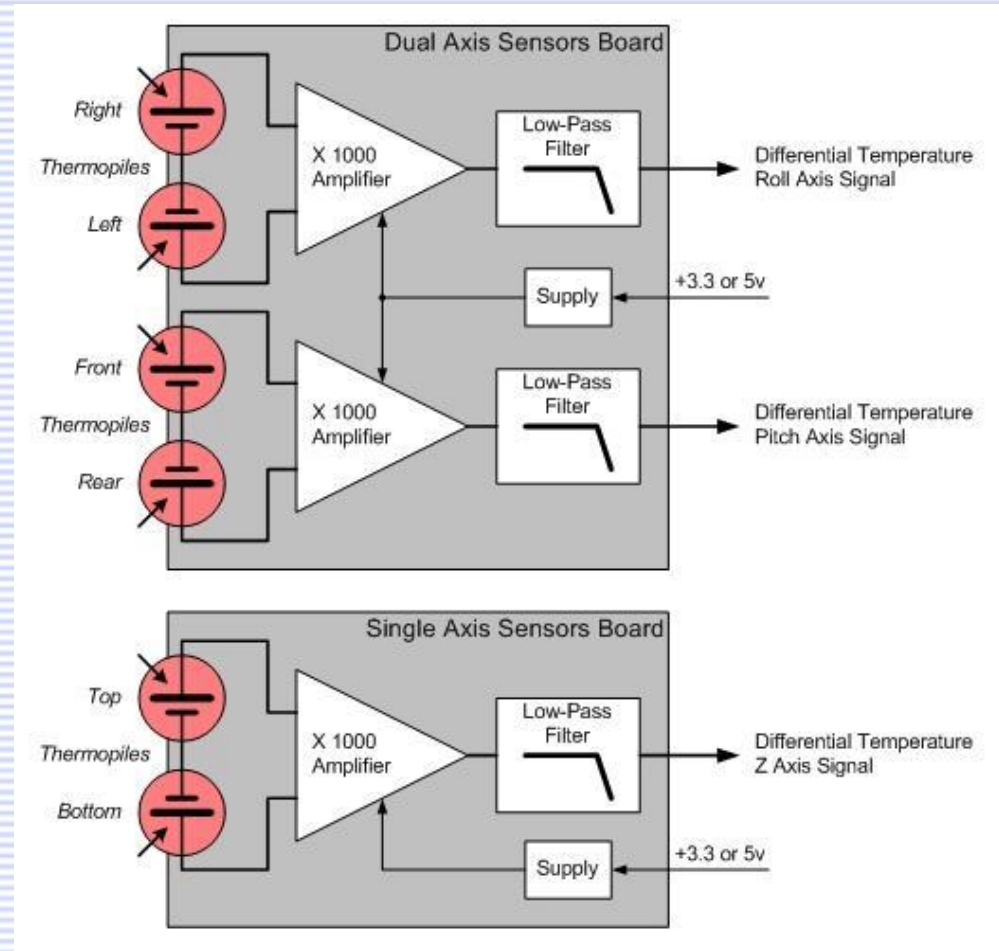 Dual Axis Sensors Board
Right
Thermopiles
Left
X 1000
Amplifier
Low-Pass
Filter
Differential Temperature
Roll Axis Signal
Supply
+3.3 or 5v
Front
Thermopiles
Rear
X 1000
Amplifier
Low-Pass
Filter
Differential Temperature
Pitch Axis Signal
Single Axis Sensors Board
Top
Thermopiles
Bottom
X 1000
Amplifier
Low-Pass
Filter
Differential Temperature
Z Axis Signal
Supply
+3.3 or 5v